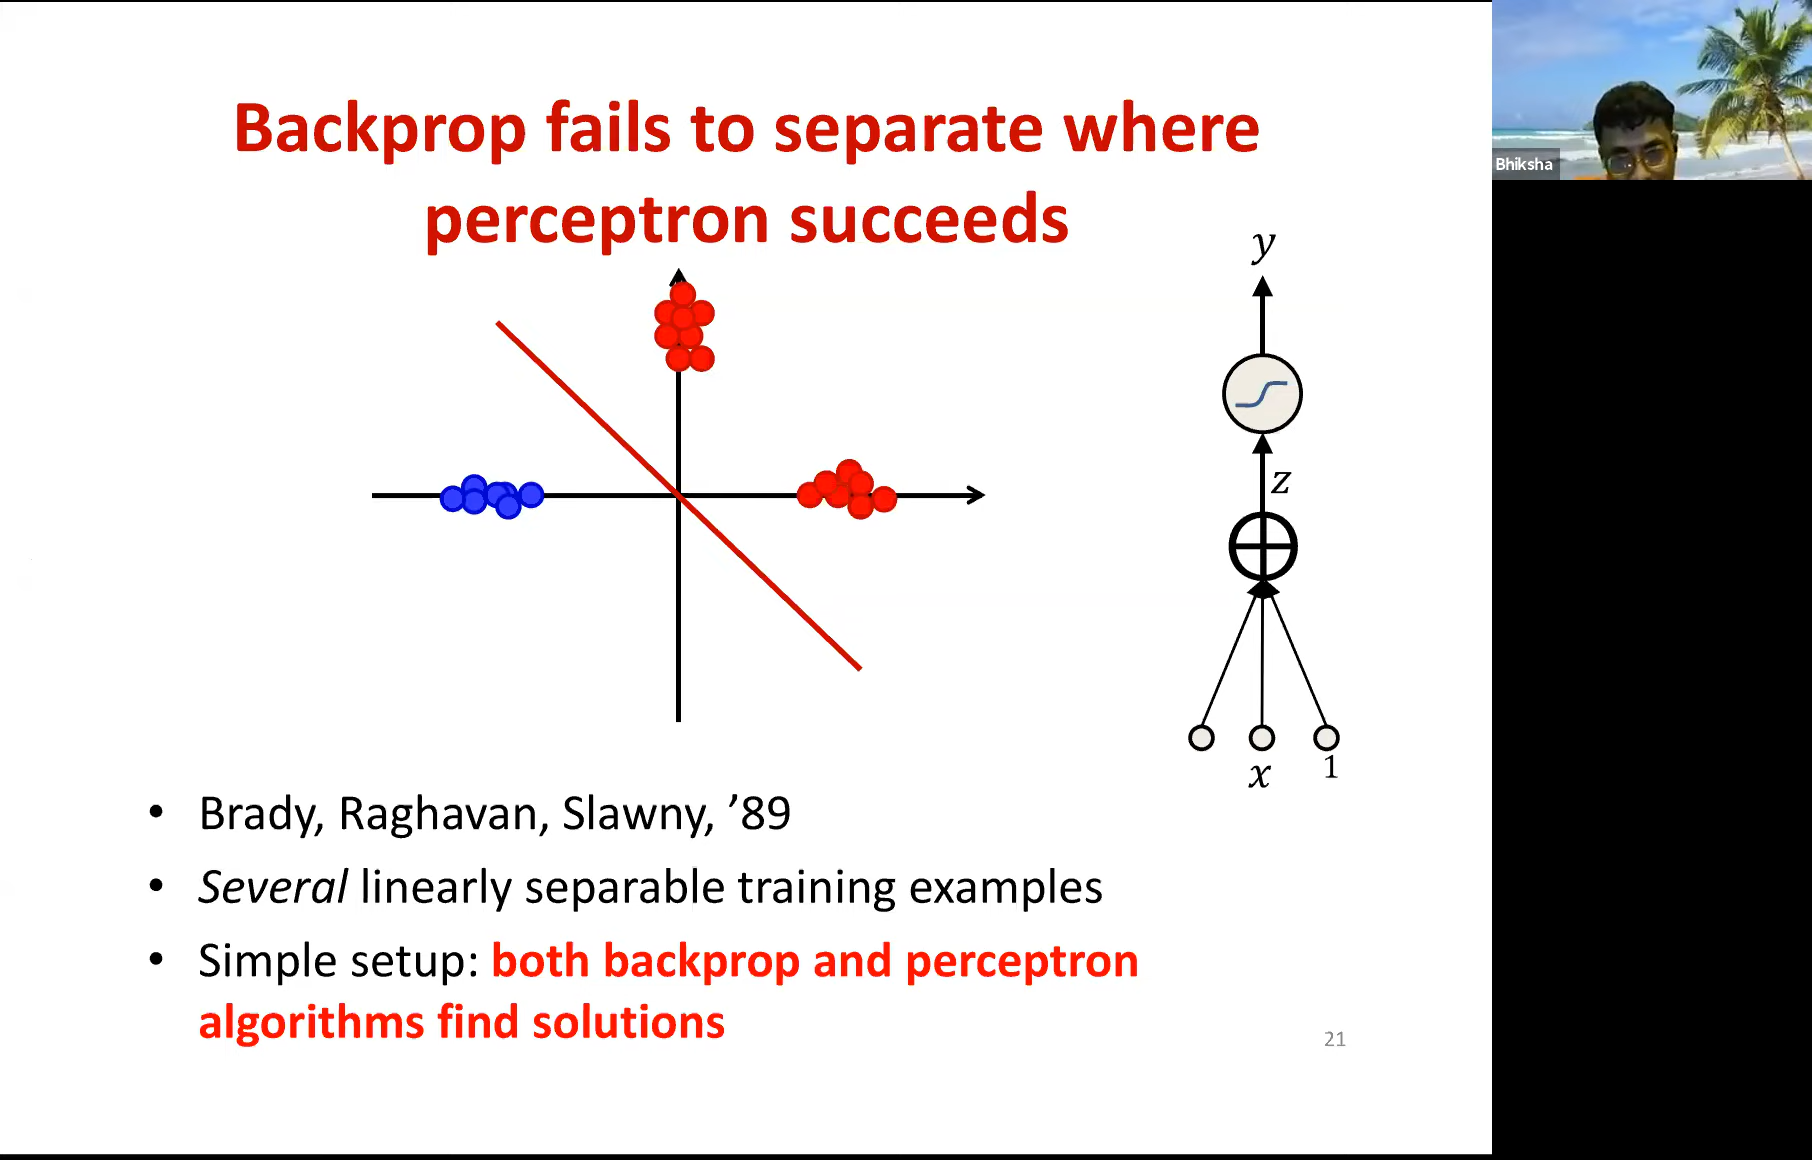 Backprop fails to separate where
perceptron succeeds
Bhiksha
y
z
x
1
• Brady, Raghavan, Slawny, ’89
• Several linearly separable training examples
• Simple setup: both backprop and perceptron
algorithms find solutions
21